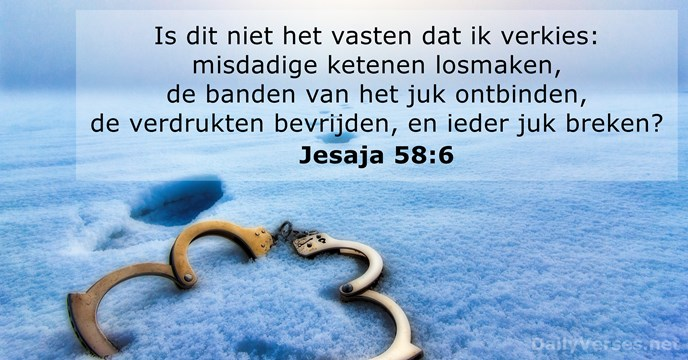 Is dit niet het vasten dat ik verkies:
misdadige ketenen losmaken,
de banden van het juk ontbinden,
de verdrukten bevrijden, en ieder juk breken?
Jesaja 58:6
DailyVerses.net